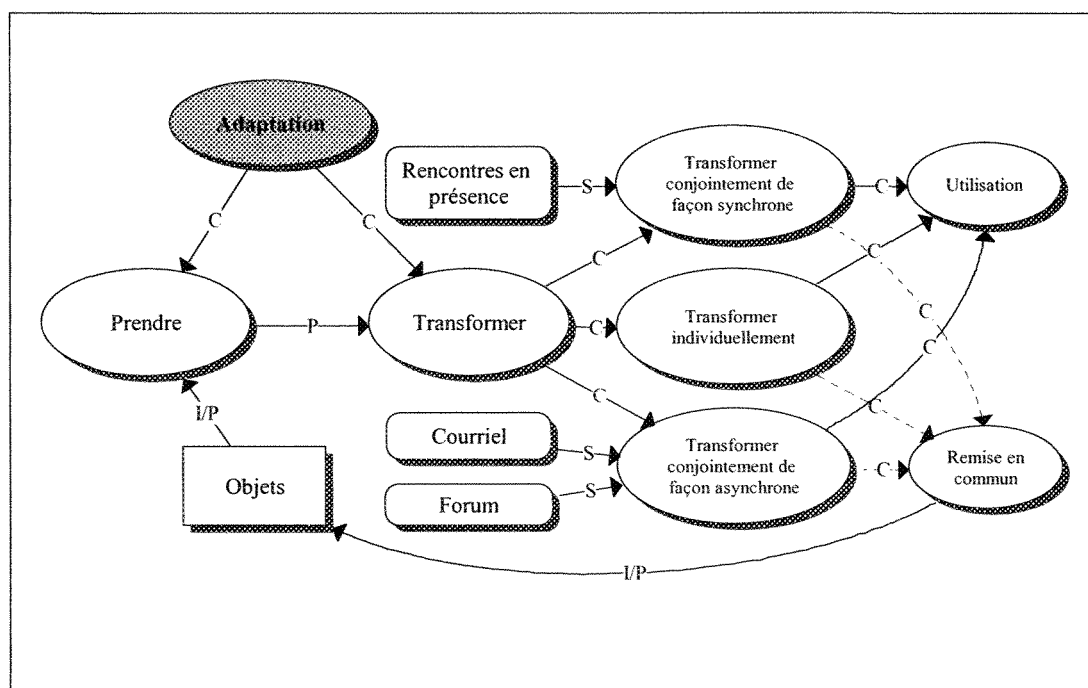 Adaptation
Rencontres en
présence
S
Transformer
conjointement de
façon synchrone
C
Utilisation
C
C
C
C
Prendre
P
Transformer
C
Transformer
individuellement
C
C
I/P
C
C
Objets
Courriel
S
Forum
S
Transformer
conjointement de
façon asynchrone
C
Remise en
commun
I/P